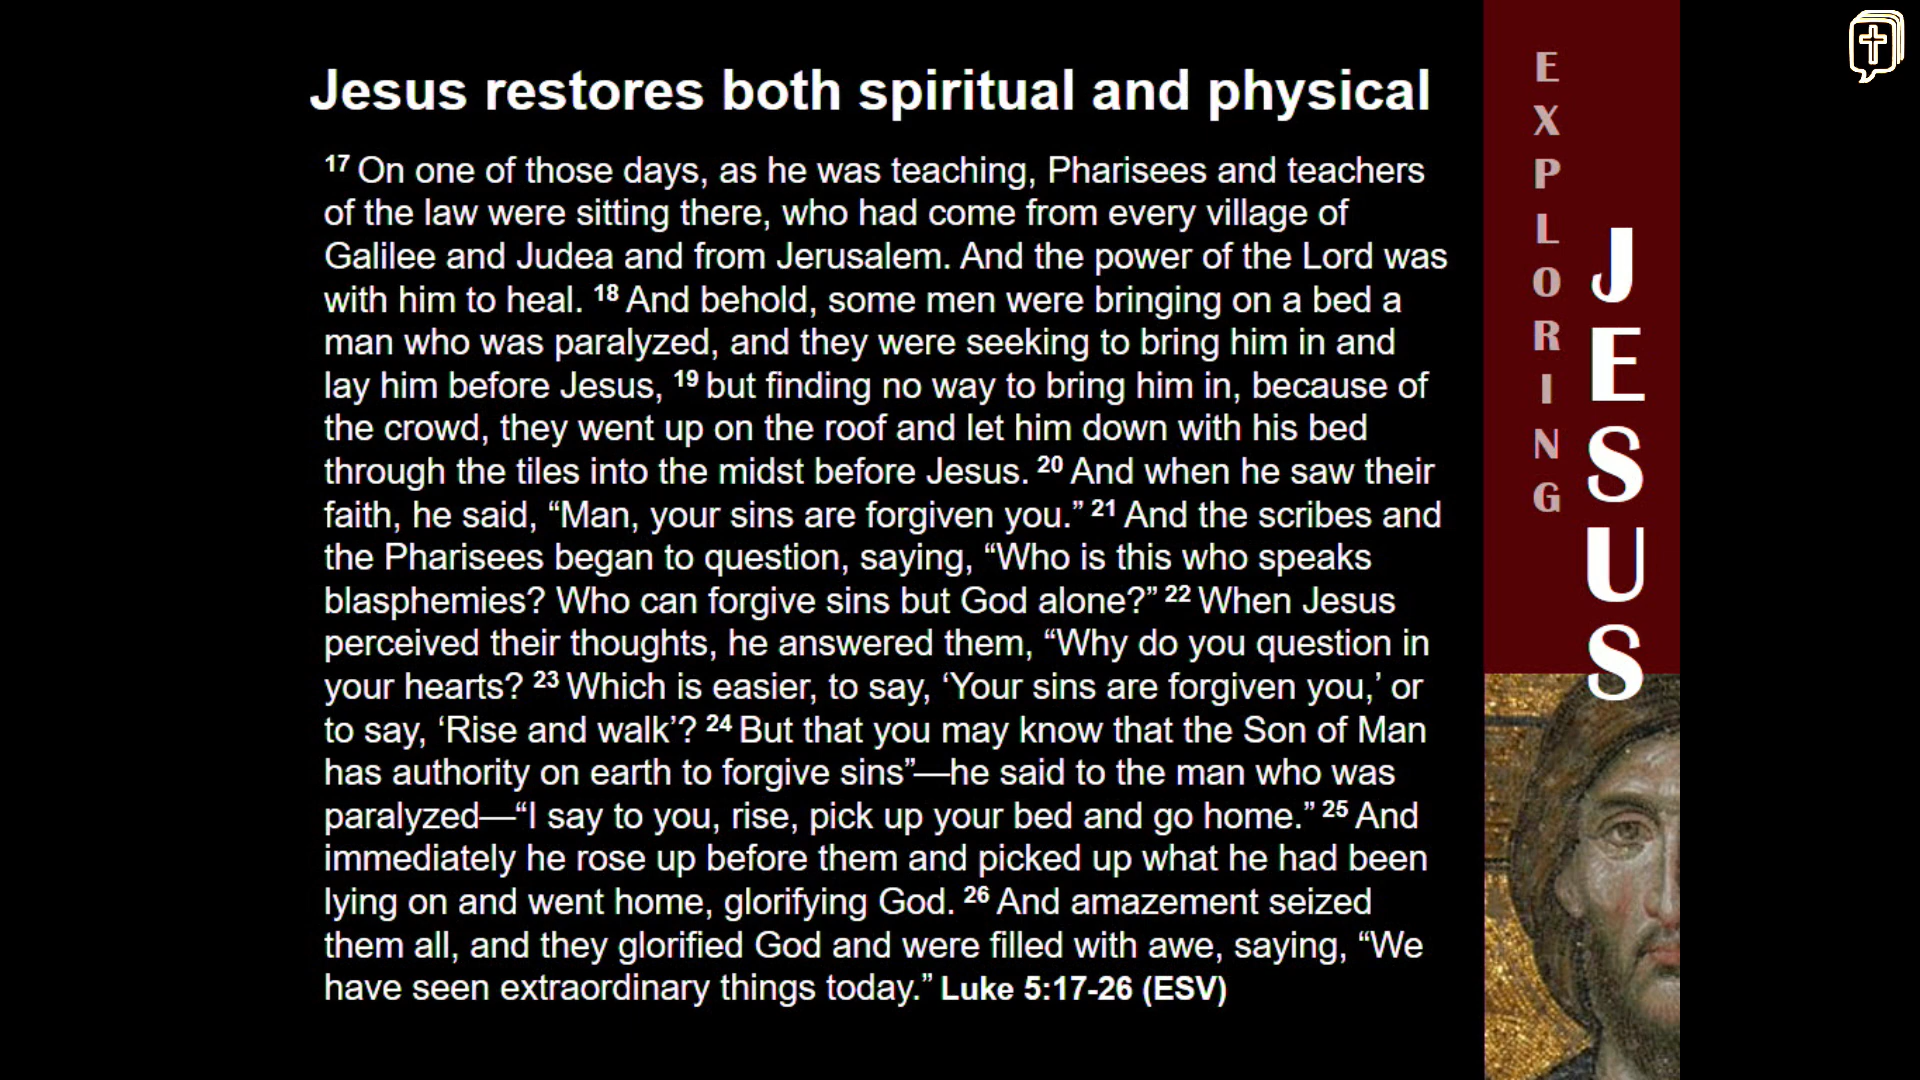 Jesus restores both spiritual and physical
17 On one of those days, as he was teaching, Pharisees and teachers
of the law were sitting there, who had come from every village of
Galilee and Judea and from Jerusalem. And the power of the Lord was
with him to heal. 18 And behold, some men were bringing on a bed a
man who was paralyzed, and they were seeking to bring him in and
lay him before Jesus, 19 but finding no way to bring him in, because of
the crowd, they went up on the roof and let him down with his bed
through the tiles into the midst before Jesus. 20 And when he saw their
faith, he said, “Man, your sins are forgiven you.” 21 And the scribes and
the Pharisees began to question, saying, “Who is this who speaks
blasphemies? Who can forgive sins but God alone?” 22 When Jesus
perceived their thoughts, he answered them, “Why do you question in
your hearts? 23 Which is easier, to say, ‘Your sins are forgiven you,’ or
to say, ‘Rise and walk’? 24 But that you may know that the Son of Man
has authority on earth to forgive sins”—he said to the man who was
paralyzed—“I say to you, rise, pick up your bed and go home.” 25 And
immediately he rose up before them and picked up what he had been
lying on and went home, glorifying God. 26 And amazement seized
them all, and they glorified God and were filled with awe, saying, “We
have seen extraordinary things today.” Luke 5:17-26 (ESV)
EXPLORING
JESUS